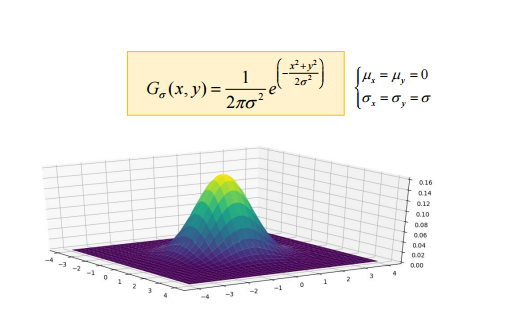 G_σ(x, y) = 1/(2πσ²) e^(−(x²+y²)/(2σ²))
{μ_x = μ_y = 0
σ_x = σ_y = σ
0.16
0.14
0.12
0.10
0.08
0.06
0.04
0.02
0.00
−4 −3 −2 −1 0 1 2 3 4
−4 −3 −2 −1 0 1 2 3 4